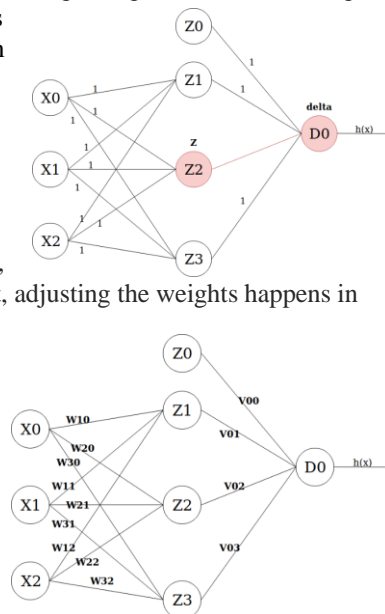 s
Z0
n
1
Z1
delta
X0
1
1
1
1
Z
D0
h(x)
X1
1
1
1
Z2
1
1
1
1
X2
1
Z3
,
t, adjusting the weights happens in
Z0
V00
X0
W10
Z1
W20
V01
W30
W11
D0
h(x)
X1
W21
Z2
V02
W31
W12
V03
W22
X2
W32
Z3